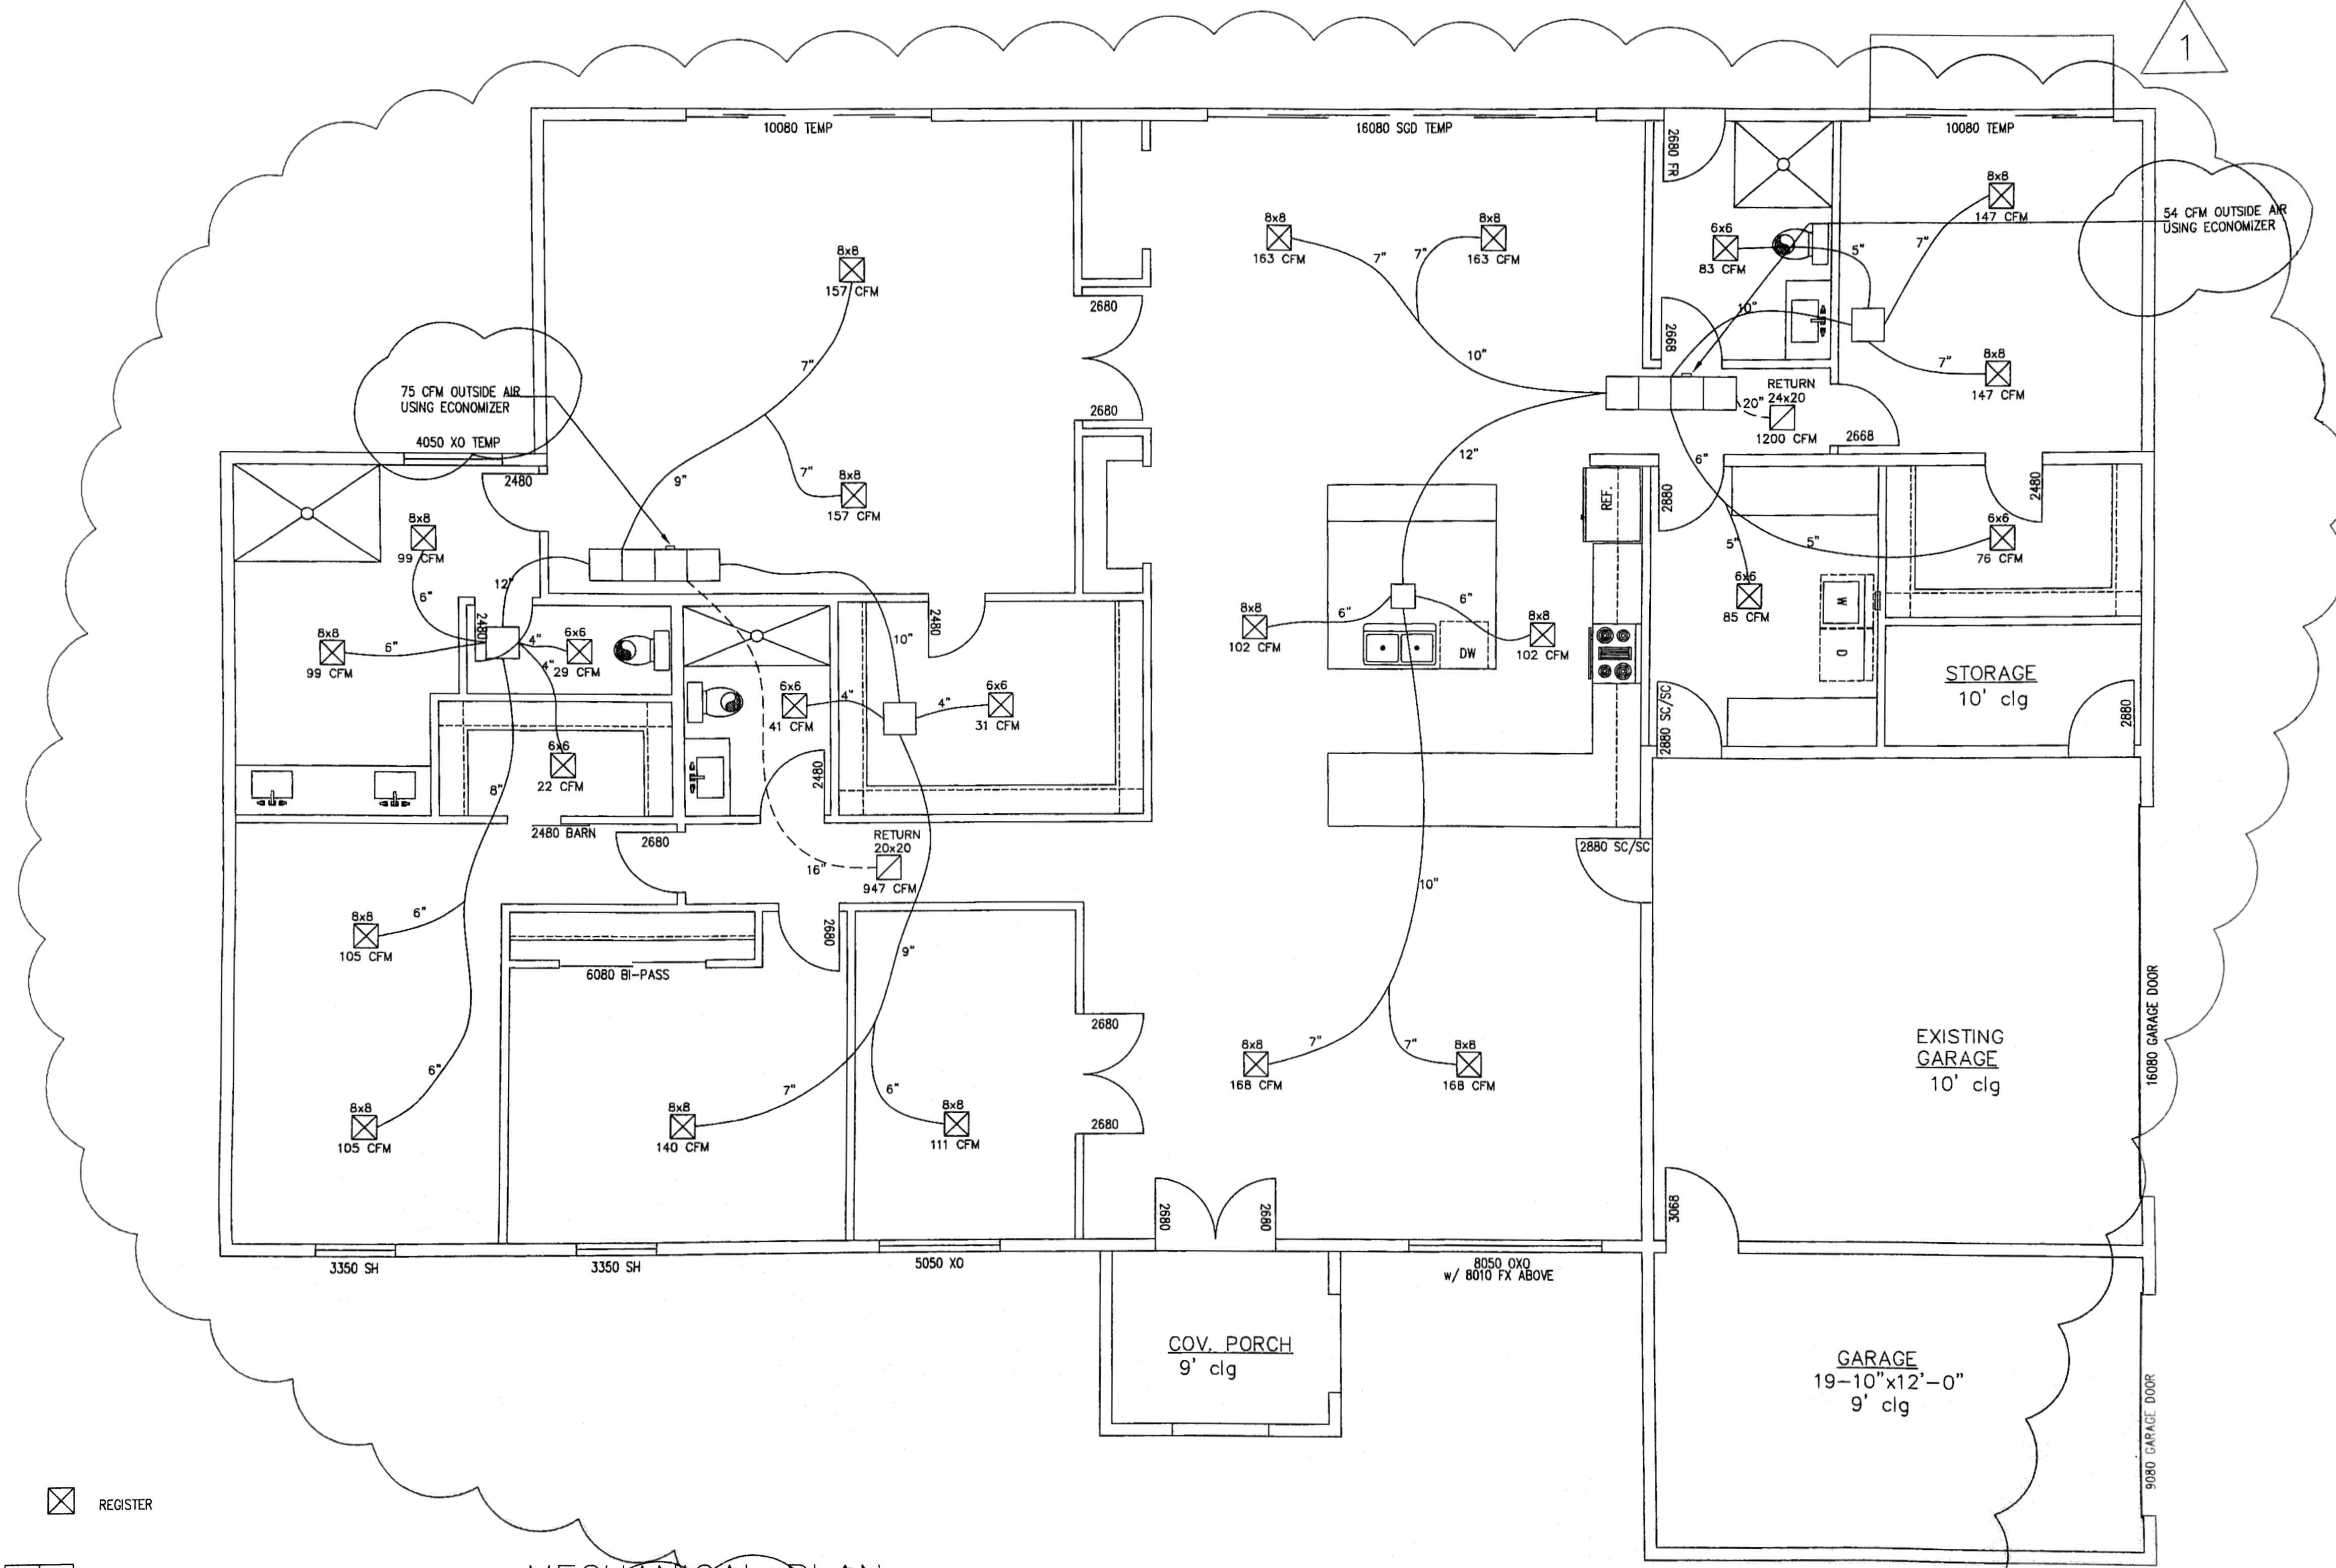 1
10080 TEMP
16080 SGD TEMP
10080 TEMP
2680 FR
8x8
147 CFM
54 CFM OUTSIDE AIR
USING ECONOMIZER
8x8
163 CFM
8x8
163 CFM
6x6
83 CFM
5"
7"
7"
7"
8x8
157 CFM
2680
10"
2668
7"
10"
7"
8x8
147 CFM
RETURN
24x20
20"
1200 CFM
2668
75 CFM OUTSIDE AIR
USING ECONOMIZER
2680
4050 XO TEMP
12"
6"
2480
9"
7"
8x8
157 CFM
REF.
2880
2480
8x8
99 CFM
6x6
76 CFM
5"
5"
12"
6"
6x6
85 CFM
W
D
8x8
102 CFM
6"
6"
8x8
102 CFM
DW
2480
4"
6x6
29 CFM
4"
10"
2480
8x8
99 CFM
6"
STORAGE
10' clg
2880
2880 SC/SC
6x6
41 CFM
4"
4"
6x6
31 CFM
6x6
22 CFM
8"
2480
2480 BARN
2680
RETURN
20x20
16"
947 CFM
2880 SC/SC
10"
8x8
105 CFM
6"
2680
9"
6080 BI-PASS
16080 GARAGE DOOR
2680
EXISTING
GARAGE
10' clg
8x8
168 CFM
7"
7"
8x8
168 CFM
6"
7"
6"
8x8
105 CFM
8x8
140 CFM
8x8
111 CFM
2680
2680
2680
3068
3350 SH
3350 SH
5050 XO
8050 OXO
w/ 8010 FX ABOVE
COV. PORCH
9' clg
GARAGE
19-10"x12'-0"
9' clg
9080 GARAGE DOOR
REGISTER
MECHANICAL PLAN